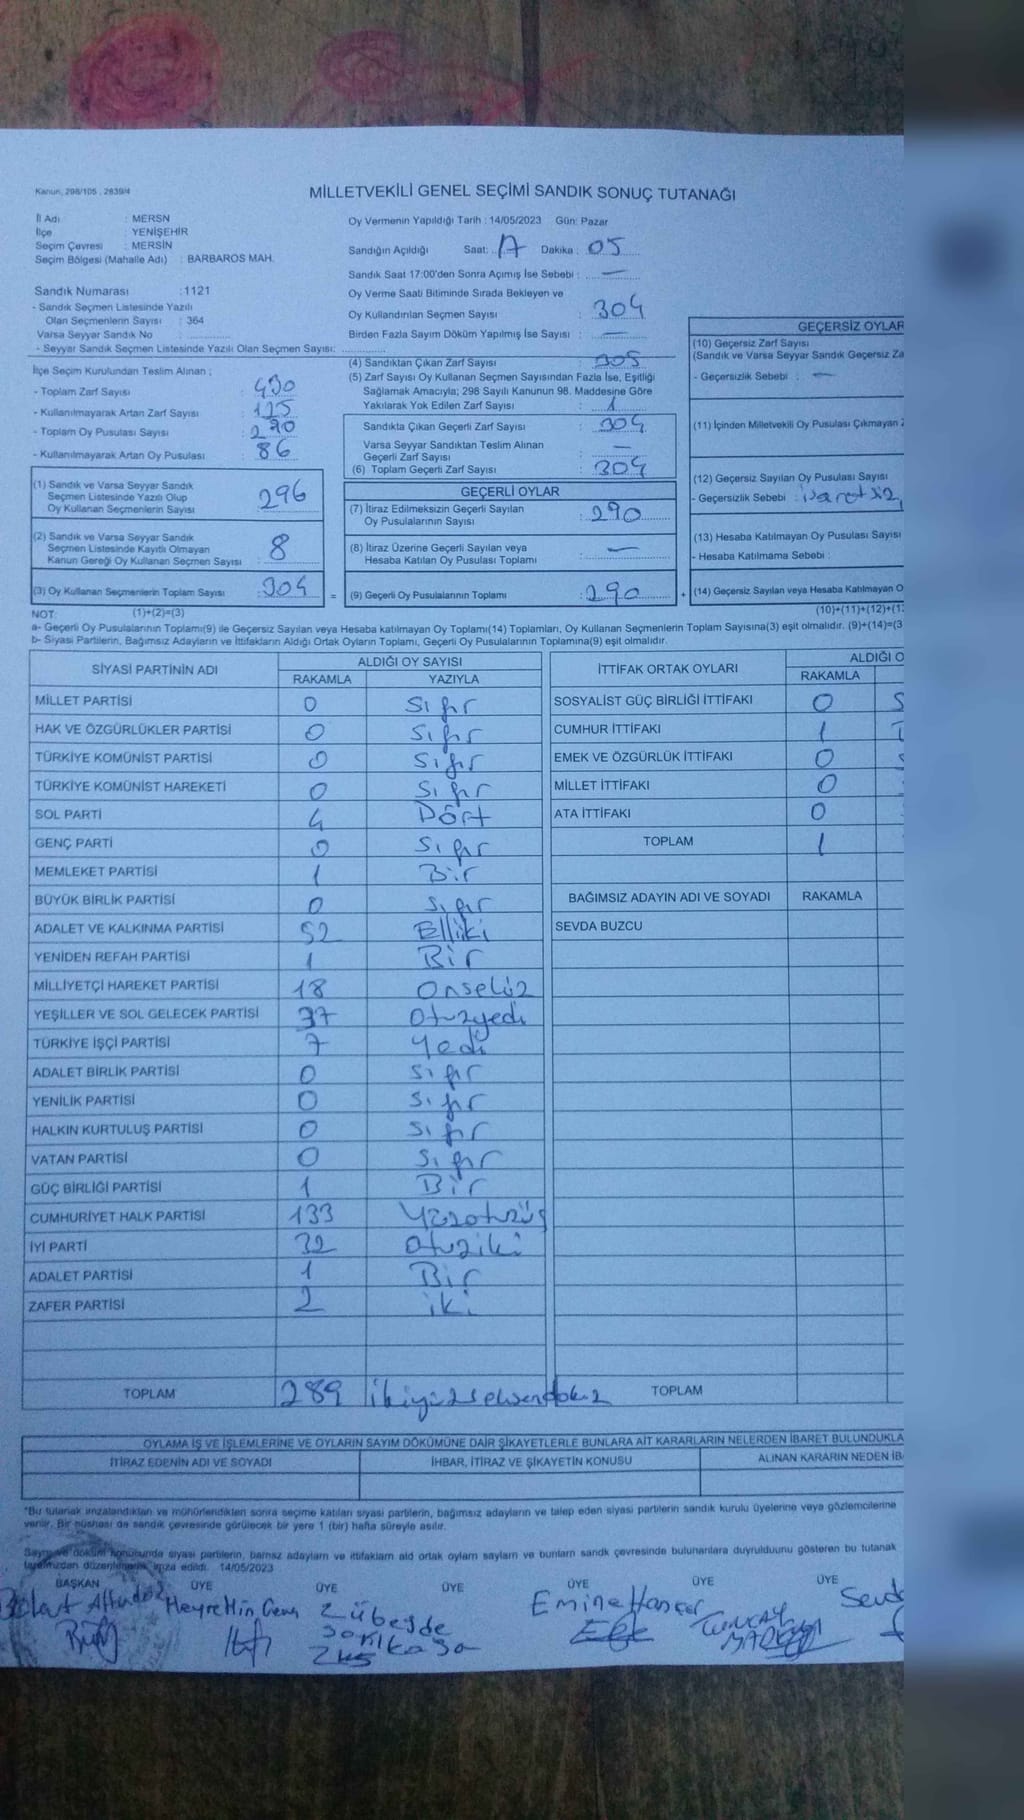 Kanun, 298/105 , 2839/4
MİLLETVEKİLİ GENEL SEÇİMİ SANDIK SONUÇ TUTANAĞI
İl Adı : MERSN
İlçe : YENİŞEHİR
Seçim Çevresi : MERSİN
Seçim Bölgesi (Mahalle Adı) : BARBAROS MAH.
Oy Vermenin Yapıldığı Tarih : 14/05/2023 Gün: Pazar
Sandığın Açıldığı Saat: 17 Dakika : 05
Sandık Saat 17:00'den Sonra Açımış İse Sebebi : —
Sandık Numarası :1121
- Sandık Seçmen Listesinde Yazılı
Olan Seçmenlerin Sayısı : 364
Varsa Seyyar Sandık No :
- Seyyar Sandık Seçmen Listesinde Yazılı Olan Seçmen Sayısı:
Oy Verme Saati Bitiminde Sırada Bekleyen ve
Oy Kullandırılan Seçmen Sayısı : 304
Birden Fazla Sayım Döküm Yapılmış İse Sayısı : —
İlçe Seçim Kurulundan Teslim Alınan ;
- Toplam Zarf Sayısı : 430
- Kullanılmayarak Artan Zarf Sayısı : 125
- Toplam Oy Pusulası Sayısı : 290
- Kullanılmayarak Artan Oy Pusulası : 86
(4) Sandıktan Çıkan Zarf Sayısı : 305
(5) Zarf Sayısı Oy Kullanan Seçmen Sayısından Fazla İse, Eşitliği
Sağlamak Amacıyla; 298 Sayılı Kanunun 98. Maddesine Göre
Yakılarak Yok Edilen Zarf Sayısı : 1
Sandıkta Çıkan Geçerli Zarf Sayısı : 304
Varsa Seyyar Sandıktan Teslim Alınan
Geçerli Zarf Sayısı : —
(6) Toplam Geçerli Zarf Sayısı : 304
GEÇERSİZ OYLAR
(10) Geçersiz Zarf Sayısı
(Sandık ve Varsa Seyyar Sandık Geçersiz Za
- Geçersizlik Sebebi : —
(11) İçinden Milletvekili Oy Pusulası Çıkmayan
(12) Geçersiz Sayılan Oy Pusulası Sayısı
- Geçersizlik Sebebi : işaretsiz,
(13) Hesaba Katılmayan Oy Pusulası Sayısı
- Hesaba Katılmama Sebebi :
(14) Geçersiz Sayılan veya Hesaba Katılmayan O
(10)+(11)+(12)+(1
(1) Sandık ve Varsa Seyyar Sandık
Seçmen Listesinde Yazılı Olup
Oy Kullanan Seçmenlerin Sayısı : 296
(2) Sandık ve Varsa Seyyar Sandık
Seçmen Listesinde Kayıtlı Olmayan
Kanun Gereği Oy Kullanan Seçmen Sayısı : 8
(3) Oy Kullanan Seçmenlerin Toplam Sayısı : 304 =
GEÇERLİ OYLAR
(7) İtiraz Edilmeksizin Geçerli Sayılan
Oy Pusulalarının Sayısı : 290
(8) İtiraz Üzerine Geçerli Sayılan veya
Hesaba Katılan Oy Pusulası Toplamı : —
(9) Geçerli Oy Pusulalarının Toplamı : 290 +
NOT: (1)+(2)=(3)
a- Geçerli Oy Pusulalarının Toplamı(9) ile Geçersiz Sayılan veya Hesaba katılmayan Oy Toplamı(14) Toplamları, Oy Kullanan Seçmenlerin Toplam Sayısına(3) eşit olmalıdır. (9)+(14)=(3
b- Siyasi Partilerin, Bağımsız Adayların ve İttifakların Aldığı Ortak Oyların Toplamı, Geçerli Oy Pusulalarının Toplamına(9) eşit olmalıdır.
SİYASİ PARTİNİN ADI ALDIĞI OY SAYISI
RAKAMLA YAZIYLA
MİLLET PARTİSİ 0 Sıfır
HAK VE ÖZGÜRLÜKLER PARTİSİ 0 Sıfır
TÜRKİYE KOMÜNİST PARTİSİ 0 Sıfır
TÜRKİYE KOMÜNİST HAREKETİ 0 Sıfır
SOL PARTİ 4 Dört
GENÇ PARTİ 0 Sıfır
MEMLEKET PARTİSİ 1 Bir
BÜYÜK BİRLİK PARTİSİ 0 Sıfır
ADALET VE KALKINMA PARTİSİ 52 Elliiki
YENİDEN REFAH PARTİSİ 1 Bir
MİLLİYETÇİ HAREKET PARTİSİ 18 Onsekiz
YEŞİLLER VE SOL GELECEK PARTİSİ 37 Otuzyedi
TÜRKİYE İŞÇİ PARTİSİ 7 Yedi
ADALET BİRLİK PARTİSİ 0 Sıfır
YENİLİK PARTİSİ 0 Sıfır
HALKIN KURTULUŞ PARTİSİ 0 Sıfır
VATAN PARTİSİ 0 Sıfır
GÜÇ BİRLİĞİ PARTİSİ 1 Bir
CUMHURİYET HALK PARTİSİ 133 Yüzotuzüç
İYİ PARTİ 32 Otuziki
ADALET PARTİSİ 1 Bir
ZAFER PARTİSİ 2 iki
TOPLAM 289 ikiyüzseksendokuz
İTTİFAK ORTAK OYLARI ALDIĞI O
RAKAMLA
SOSYALİST GÜÇ BİRLİĞİ İTTİFAKI 0 S
CUMHUR İTTİFAKI 1
EMEK VE ÖZGÜRLÜK İTTİFAKI 0
MİLLET İTTİFAKI 0
ATA İTTİFAKI 0
TOPLAM 1
BAĞIMSIZ ADAYIN ADI VE SOYADI RAKAMLA
SEVDA BUZCU
TOPLAM
OYLAMA İŞ VE İŞLEMLERİNE VE OYLARIN SAYIM DÖKÜMÜNE DAİR ŞİKAYETLERLE BUNLARA AİT KARARLARIN NELERDEN İBARET BULUNDUKLA
İTİRAZ EDENİN ADI VE SOYADI İHBAR, İTİRAZ VE ŞİKAYETİN KONUSU ALINAN KARARIN NEDEN İB
"Bu tutanak imzalandıktan ve mühürlendikten sonra seçime katılan siyasi partilerin, bağımsız adayların ve talep eden siyasi partilerin sandık kurulu üyelerine veya gözlemcilerine
verilir. Bir nüshası da sandık çevresinde görülecek bir yere 1 (bir) hafta süreyle asılır.
Sayım ve döküm konusunda siyasi partilerin, barnsz adaylarn ve ittifaklarn ald ortak oylarn saylarn ve bunlarn sandk çevresinde bulunanlara duyrulduunu gösteren bu tutanak
tarafmzdan düzenlenerek imza edildi. 14/05/2023
BAŞKAN ÜYE ÜYE ÜYE ÜYE ÜYE ÜYE
Hayrettin Genç Zübeyde Emine Hançer
Sarıkaya TUNCAY